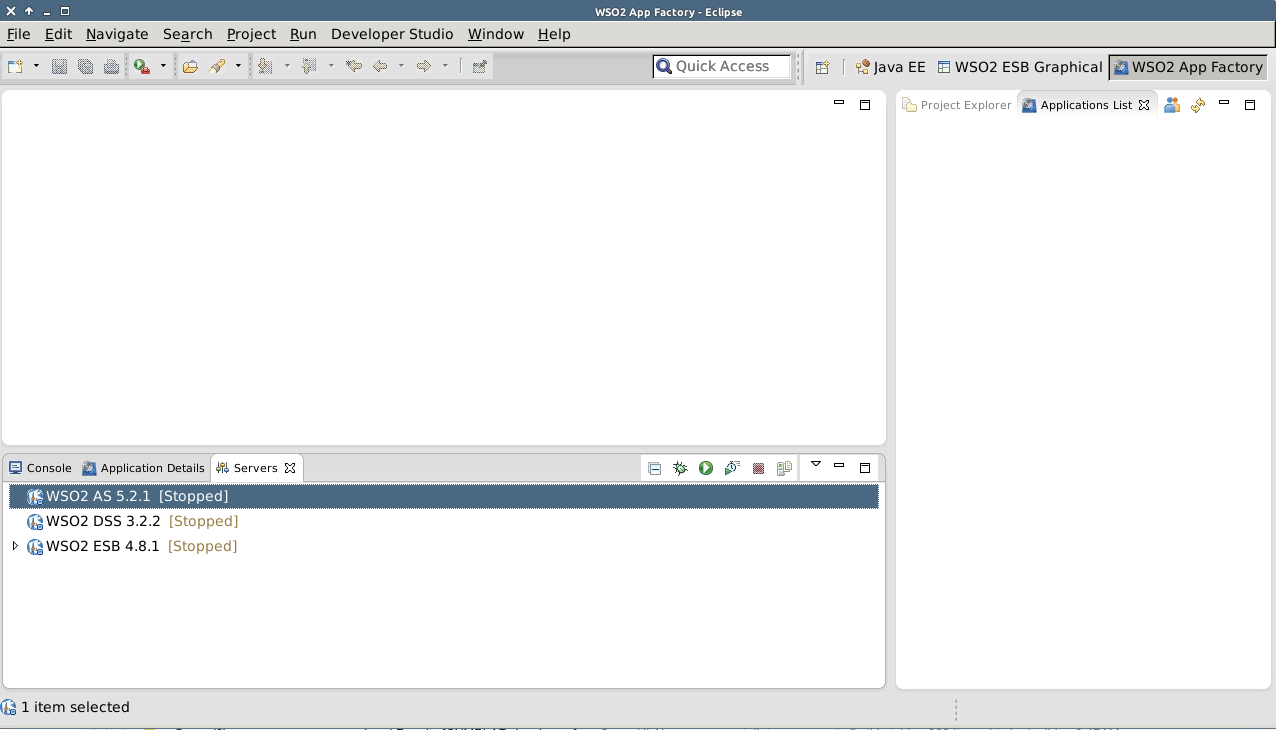 WSO2 App Factory - Eclipse
File Edit Navigate Search Project Run Developer Studio Window Help
Quick Access Java EE WSO2 ESB Graphical WSO2 App Factory
Project Explorer Applications List
Console Application Details Servers
WSO2 AS 5.2.1 [Stopped]
WSO2 DSS 3.2.2 [Stopped]
WSO2 ESB 4.8.1 [Stopped]
1 item selected